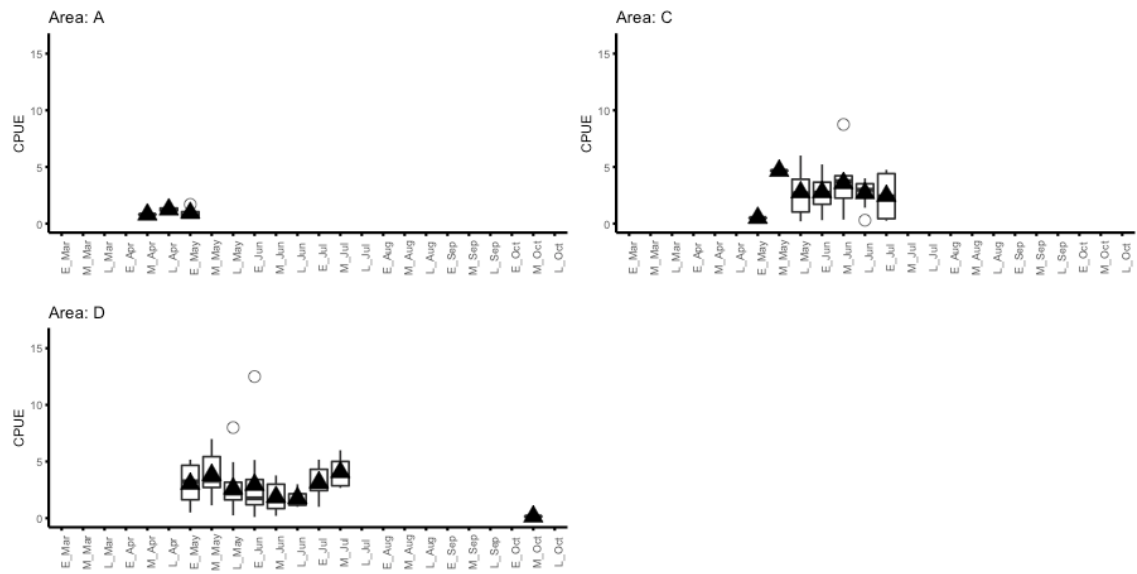 Area: A
15
10
5
0
CPUE
E_Mar
M_Mar
L_Mar
E_Apr
M_Apr
L_Apr
E_May
M_May
L_May
E_Jun
M_Jun
L_Jun
E_Jul
M_Jul
L_Jul
E_Aug
M_Aug
L_Aug
E_Sep
M_Sep
L_Sep
E_Oct
M_Oct
L_Oct
Area: C
15
10
5
0
CPUE
E_Mar
M_Mar
L_Mar
E_Apr
M_Apr
L_Apr
E_May
M_May
L_May
E_Jun
M_Jun
L_Jun
E_Jul
M_Jul
L_Jul
E_Aug
M_Aug
L_Aug
E_Sep
M_Sep
L_Sep
E_Oct
M_Oct
L_Oct
Area: D
15
10
5
0
CPUE
E_Mar
M_Mar
L_Mar
E_Apr
M_Apr
L_Apr
E_May
M_May
L_May
E_Jun
M_Jun
L_Jun
E_Jul
M_Jul
L_Jul
E_Aug
M_Aug
L_Aug
E_Sep
M_Sep
L_Sep
E_Oct
M_Oct
L_Oct